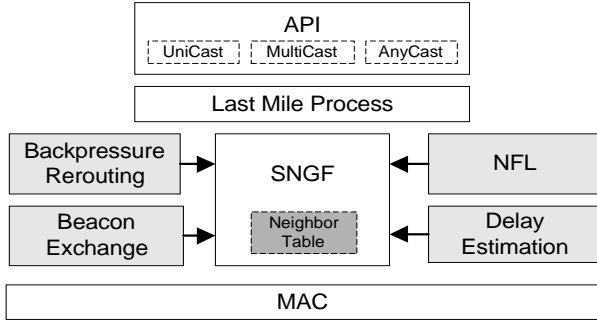 API
UniCast MultiCast AnyCast
Last Mile Process
Backpressure
Rerouting
SNGF
NFL
Beacon
Exchange
Neighbor
Table
Delay
Estimation
MAC